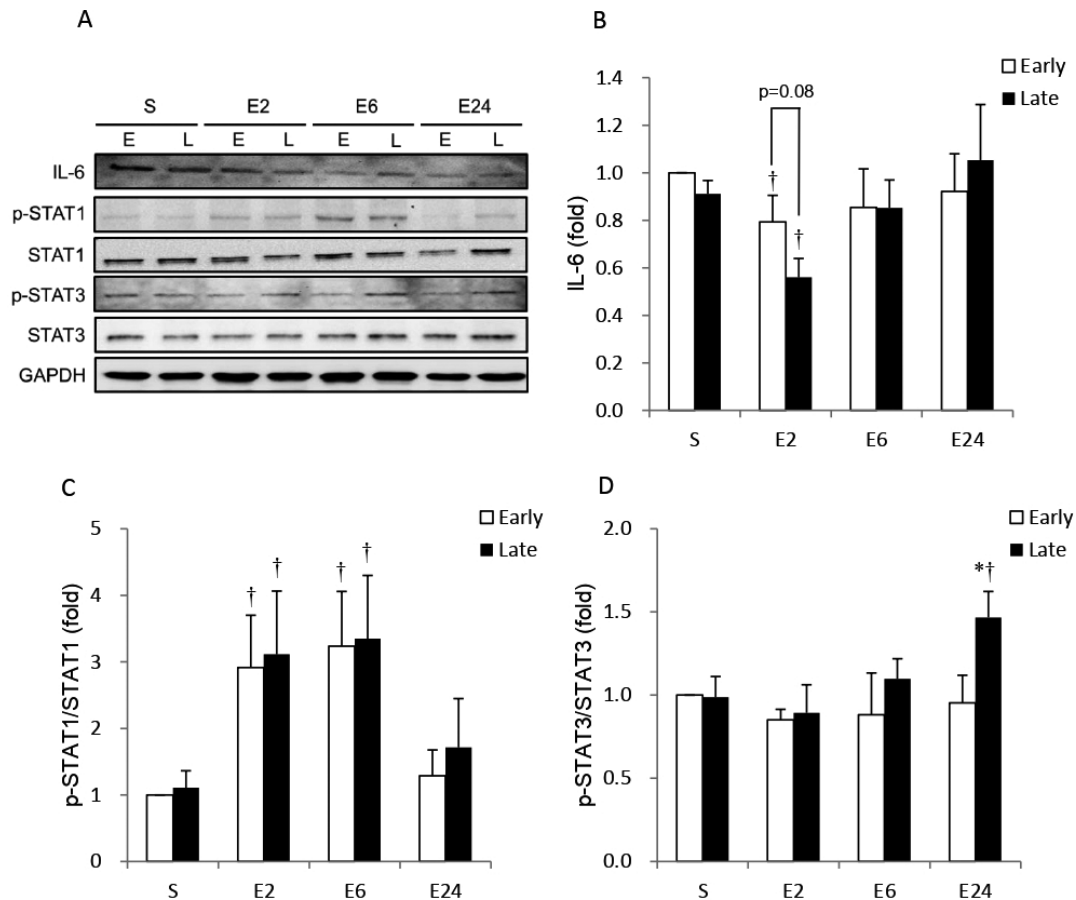 A
S E2 E6 E24
E L E L E L E L
IL-6
p-STAT1
STAT1
p-STAT3
STAT3
GAPDH
B
Early
Late
IL-6 (fold)
1.4
1.2
1.0
0.8
0.6
0.4
0.2
0.0
p=0.08
†
†
S E2 E6 E24
C
Early
Late
p-STAT1/STAT1 (fold)
5
4
3
2
1
0
† † † †
S E2 E6 E24
D
Early
Late
p-STAT3/STAT3 (fold)
2.0
1.5
1.0
0.5
0.0
*†
S E2 E6 E24